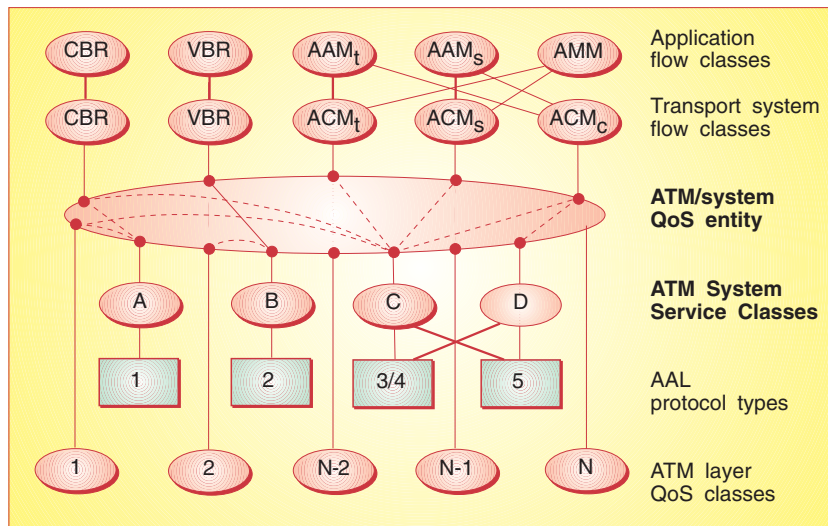 CBR VBR AAMt AAMs AMM Application
flow classes
CBR VBR ACMt ACMs ACMc Transport system
flow classes
ATM/system
QoS entity
A B C D ATM System
Service Classes
1 2 3/4 5 AAL
protocol types
1 2 N-2 N-1 N ATM layer
QoS classes